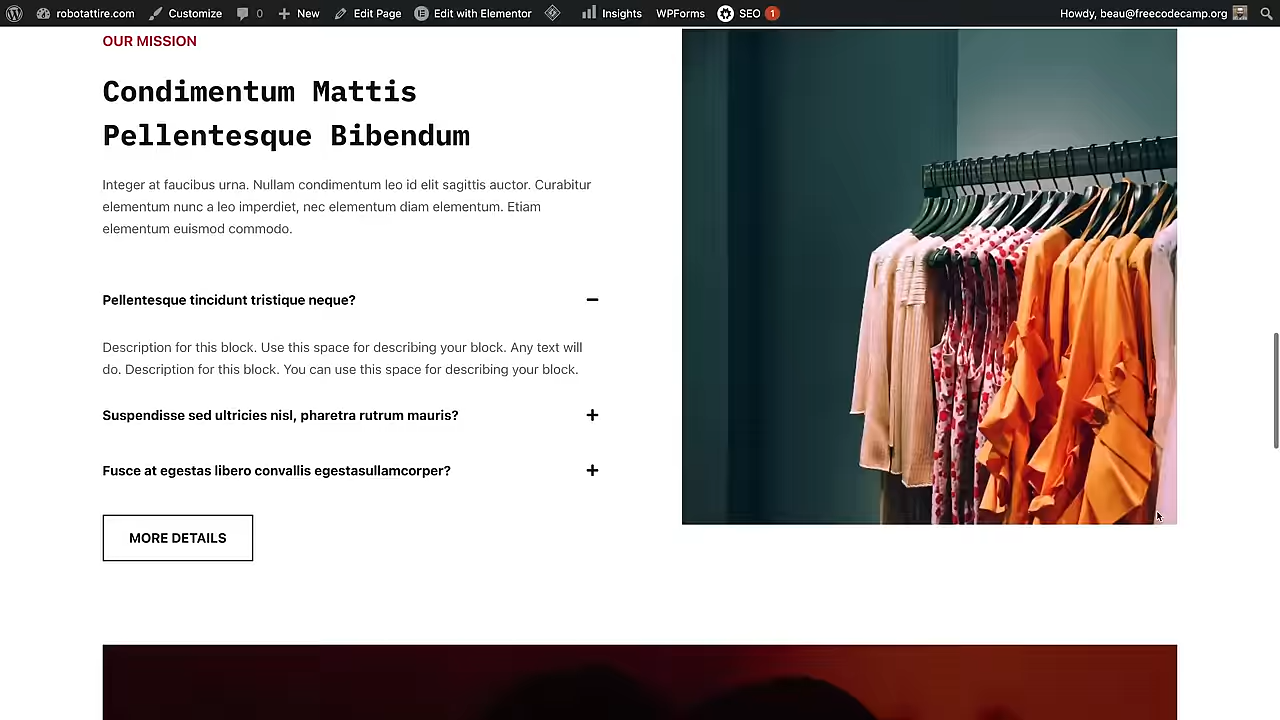 robotattire.com Customize 0 New Edit Page Edit with Elementor Insights WPForms SEO 1 Howdy, beau@freecodecamp.org
OUR MISSION
Condimentum Mattis
Pellentesque Bibendum
Integer at faucibus urna. Nullam condimentum leo id elit sagittis auctor. Curabitur
elementum nunc a leo imperdiet, nec elementum diam elementum. Etiam
elementum euismod commodo.
Pellentesque tincidunt tristique neque?
Description for this block. Use this space for describing your block. Any text will
do. Description for this block. You can use this space for describing your block.
Suspendisse sed ultricies nisl, pharetra rutrum mauris?
Fusce at egestas libero convallis egestasullamcorper?
MORE DETAILS